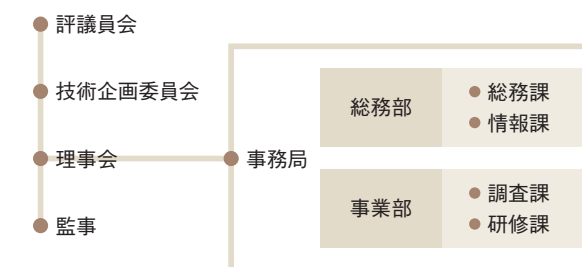 評議員会
技術企画委員会
理事会
監事
事務局
総務部
総務課
情報課
事業部
調査課
研修課